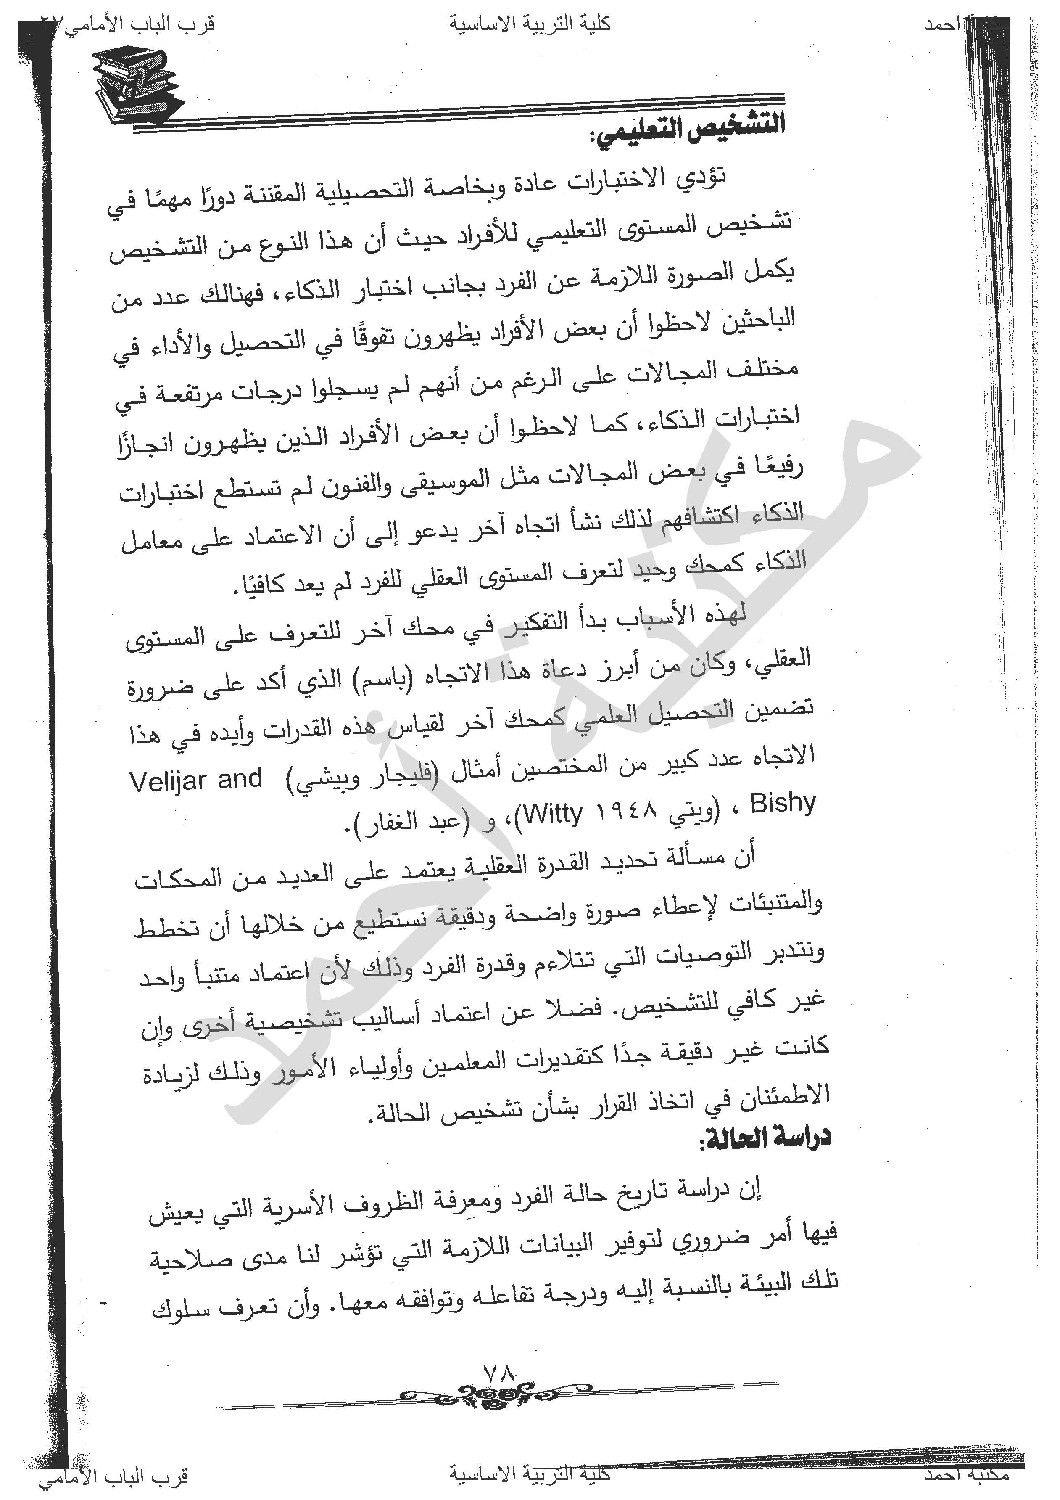 احمد كلية التربية الاساسية قرب الباب الأمامي
التشخيص التعليمي:
تؤدي الاختبارات عادة وبخاصة التحصيلية المقننة دورًا مهمًا في
تشخيص المستوى التعليمي للأفراد حيث أن هذا النوع من التشخيص
يكمل الصورة اللازمة عن الفرد بجانب اختبار الذكاء، فهنالك عدد من
الباحثين لاحظوا أن بعض الأفراد يظهرون تفوقًا في التحصيل والأداء في
مختلف المجالات على الرغم من أنهم لم يسجلوا درجات مرتفعة في
اختبارات الذكاء، كما لاحظوا أن بعض الأفراد الذين يظهرون انجازًا
رفيعًا في بعض المجالات مثل الموسيقى والفنون لم تستطع اختبارات
الذكاء اكتشافهم لذلك نشأ اتجاه آخر يدعو إلى أن الاعتماد على معامل
الذكاء كمحك وحيد لتعرف المستوى العقلي للفرد لم يعد كافيًا.
لهذه الأسباب بدأ التفكير في محك آخر للتعرف على المستوى
العقلي، وكان من أبرز دعاة هذا الاتجاه (باسم) الذي أكد على ضرورة
تضمين التحصيل العلمي كمحك آخر لقياس هذه القدرات وأيده في هذا
الاتجاه عدد كبير من المختصين أمثال (فليجار وبيشي) Velijar and
Bishy ، (ويتي ١٩٤٨ Witty)، و (عبد الغفار).
أن مسألة تحديد القدرة العقلية يعتمد على العديد من المحكات
والمتنبئات لإعطاء صورة واضحة ودقيقة نستطيع من خلالها أن تخطط
ونتدبر التوصيات التي تتلاءم وقدرة الفرد وذلك لأن اعتماد متنبأ واحد
غير كافي للتشخيص. فضلا عن اعتماد أساليب تشخيصية أخرى وإن
كانت غير دقيقة جدًا كتقديرات المعلمين وأولياء الأمور وذلك لزيادة
الاطمئنان في اتخاذ القرار بشأن تشخيص الحالة.
دراسة الحالة:
إن دراسة تاريخ حالة الفرد ومعرفة الظروف الأسرية التي يعيش
فيها أمر ضروري لتوفير البيانات اللازمة التي تؤشر لنا مدى صلاحية
تلك البيئة بالنسبة إليه ودرجة تفاعله وتوافقه معها. وأن تعرف سلوك
٧٨
مكتبة احمد كلية التربية الاساسية قرب الباب الأمامي
مكتبة أحمد